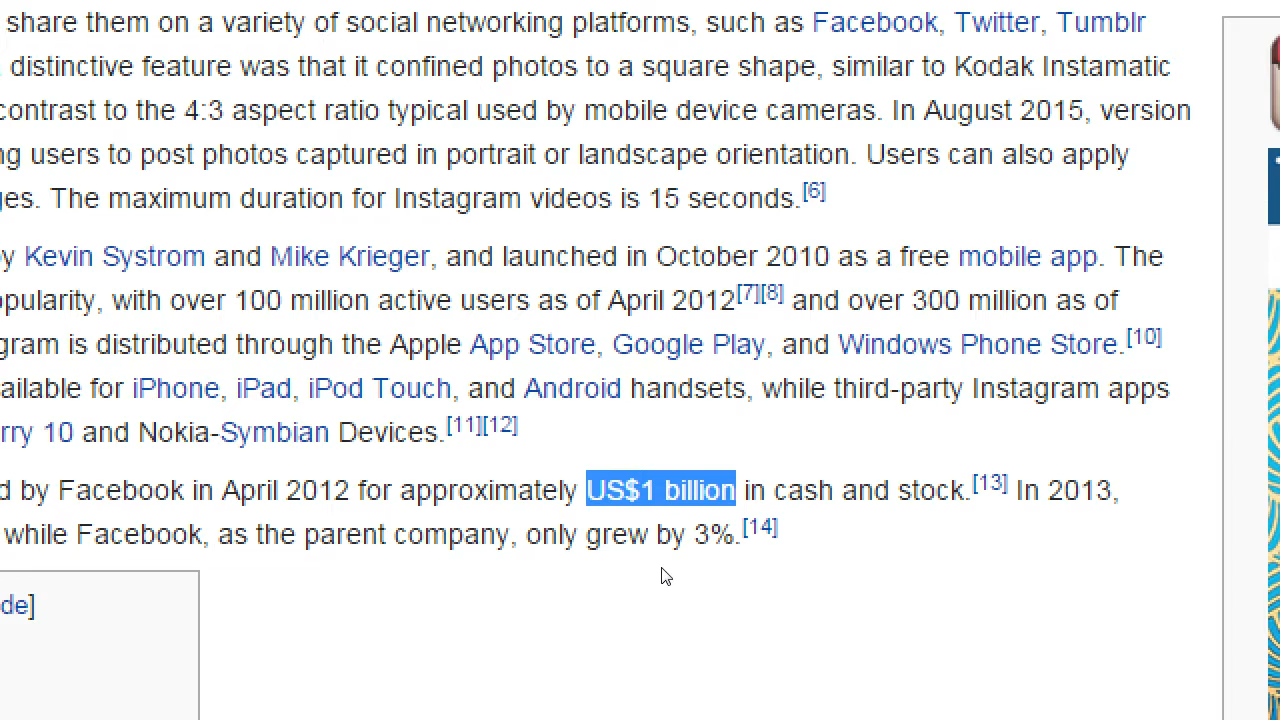 share them on a variety of social networking platforms, such as Facebook, Twitter, Tumblr
distinctive feature was that it confined photos to a square shape, similar to Kodak Instamatic
contrast to the 4:3 aspect ratio typical used by mobile device cameras. In August 2015, version
ng users to post photos captured in portrait or landscape orientation. Users can also apply
ges. The maximum duration for Instagram videos is 15 seconds.[6]
by Kevin Systrom and Mike Krieger, and launched in October 2010 as a free mobile app. The
opularity, with over 100 million active users as of April 2012[7][8] and over 300 million as of
gram is distributed through the Apple App Store, Google Play, and Windows Phone Store.[10]
ailable for iPhone, iPad, iPod Touch, and Android handsets, while third-party Instagram apps
rry 10 and Nokia-Symbian Devices.[11][12]
d by Facebook in April 2012 for approximately US$1 billion in cash and stock.[13] In 2013,
while Facebook, as the parent company, only grew by 3%.[14]
de]